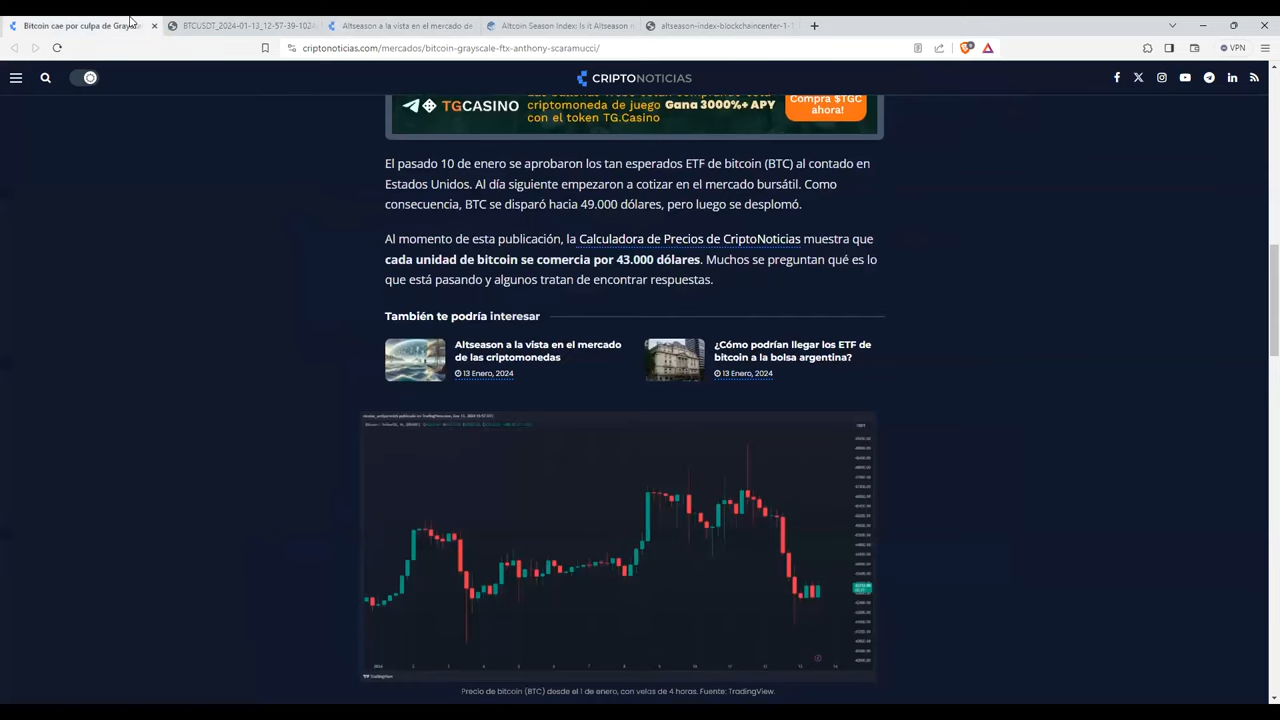 Bitcoin cae por culpa de Grays
BTCUSDT_2024-01-13_12-57-39-1024
Altseason a la vista en el mercado de
Altcoin Season Index: Is it Altseason
altseason-index-blockchaincenter-1-1
criptonoticias.com/mercados/bitcoin-grayscale-ftx-anthony-scaramucci/
VPN
CRIPTONOTICIAS
TGCASINO
criptomoneda de juego Gana 3000%+ APY
con el token TG.Casino
Compra $TGC
ahora!
El pasado 10 de enero se aprobaron los tan esperados ETF de bitcoin (BTC) al contado en
Estados Unidos. Al día siguiente empezaron a cotizar en el mercado bursátil. Como
consecuencia, BTC se disparó hacia 49.000 dólares, pero luego se desplomó.
Al momento de esta publicación, la Calculadora de Precios de CriptoNoticias muestra que
cada unidad de bitcoin se comercia por 43.000 dólares. Muchos se preguntan qué es lo
que está pasando y algunos tratan de encontrar respuestas.
También te podría interesar
Altseason a la vista en el mercado
de las criptomonedas
13 Enero, 2024
¿Cómo podrían llegar los ETF de
bitcoin a la bolsa argentina?
13 Enero, 2024
TradingView
Precio de bitcoin (BTC) desde el 1 de enero, con velas de 4 horas. Fuente: TradingView.